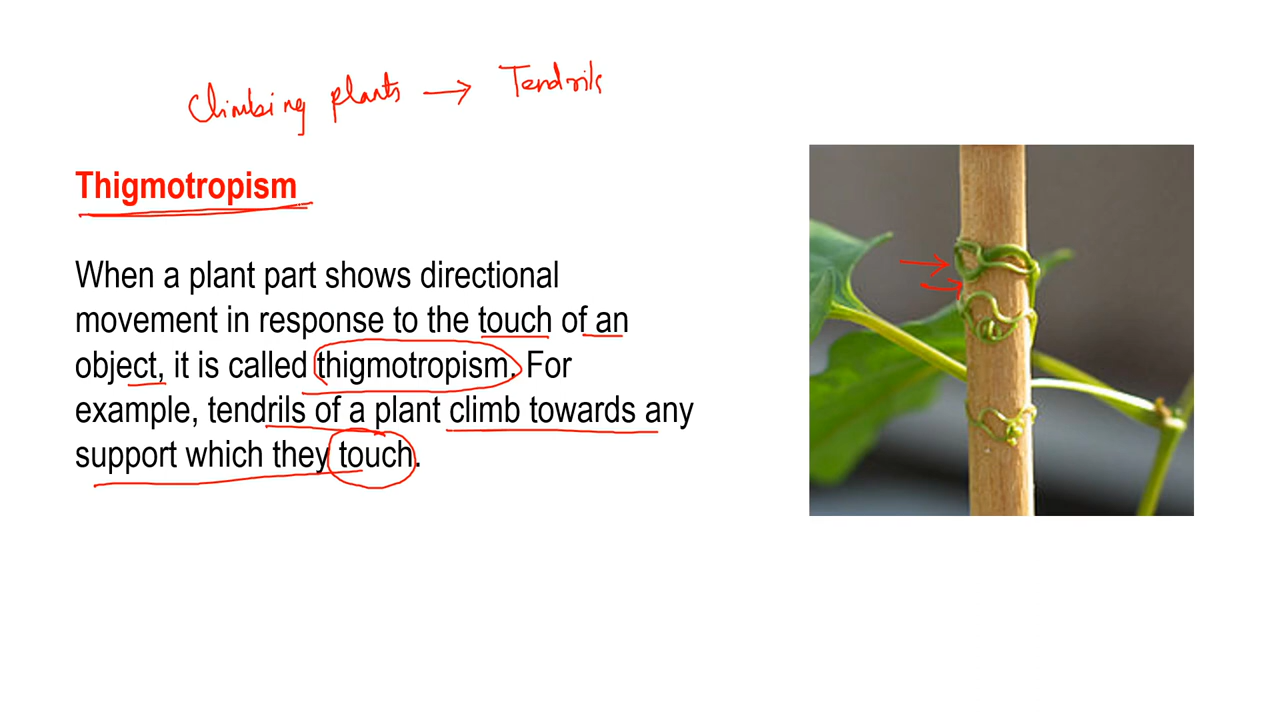 Climbing plants → Tendrils
Thigmotropism
When a plant part shows directional
movement in response to the touch of an
object, it is called thigmotropism. For
example, tendrils of a plant climb towards any
support which they touch.